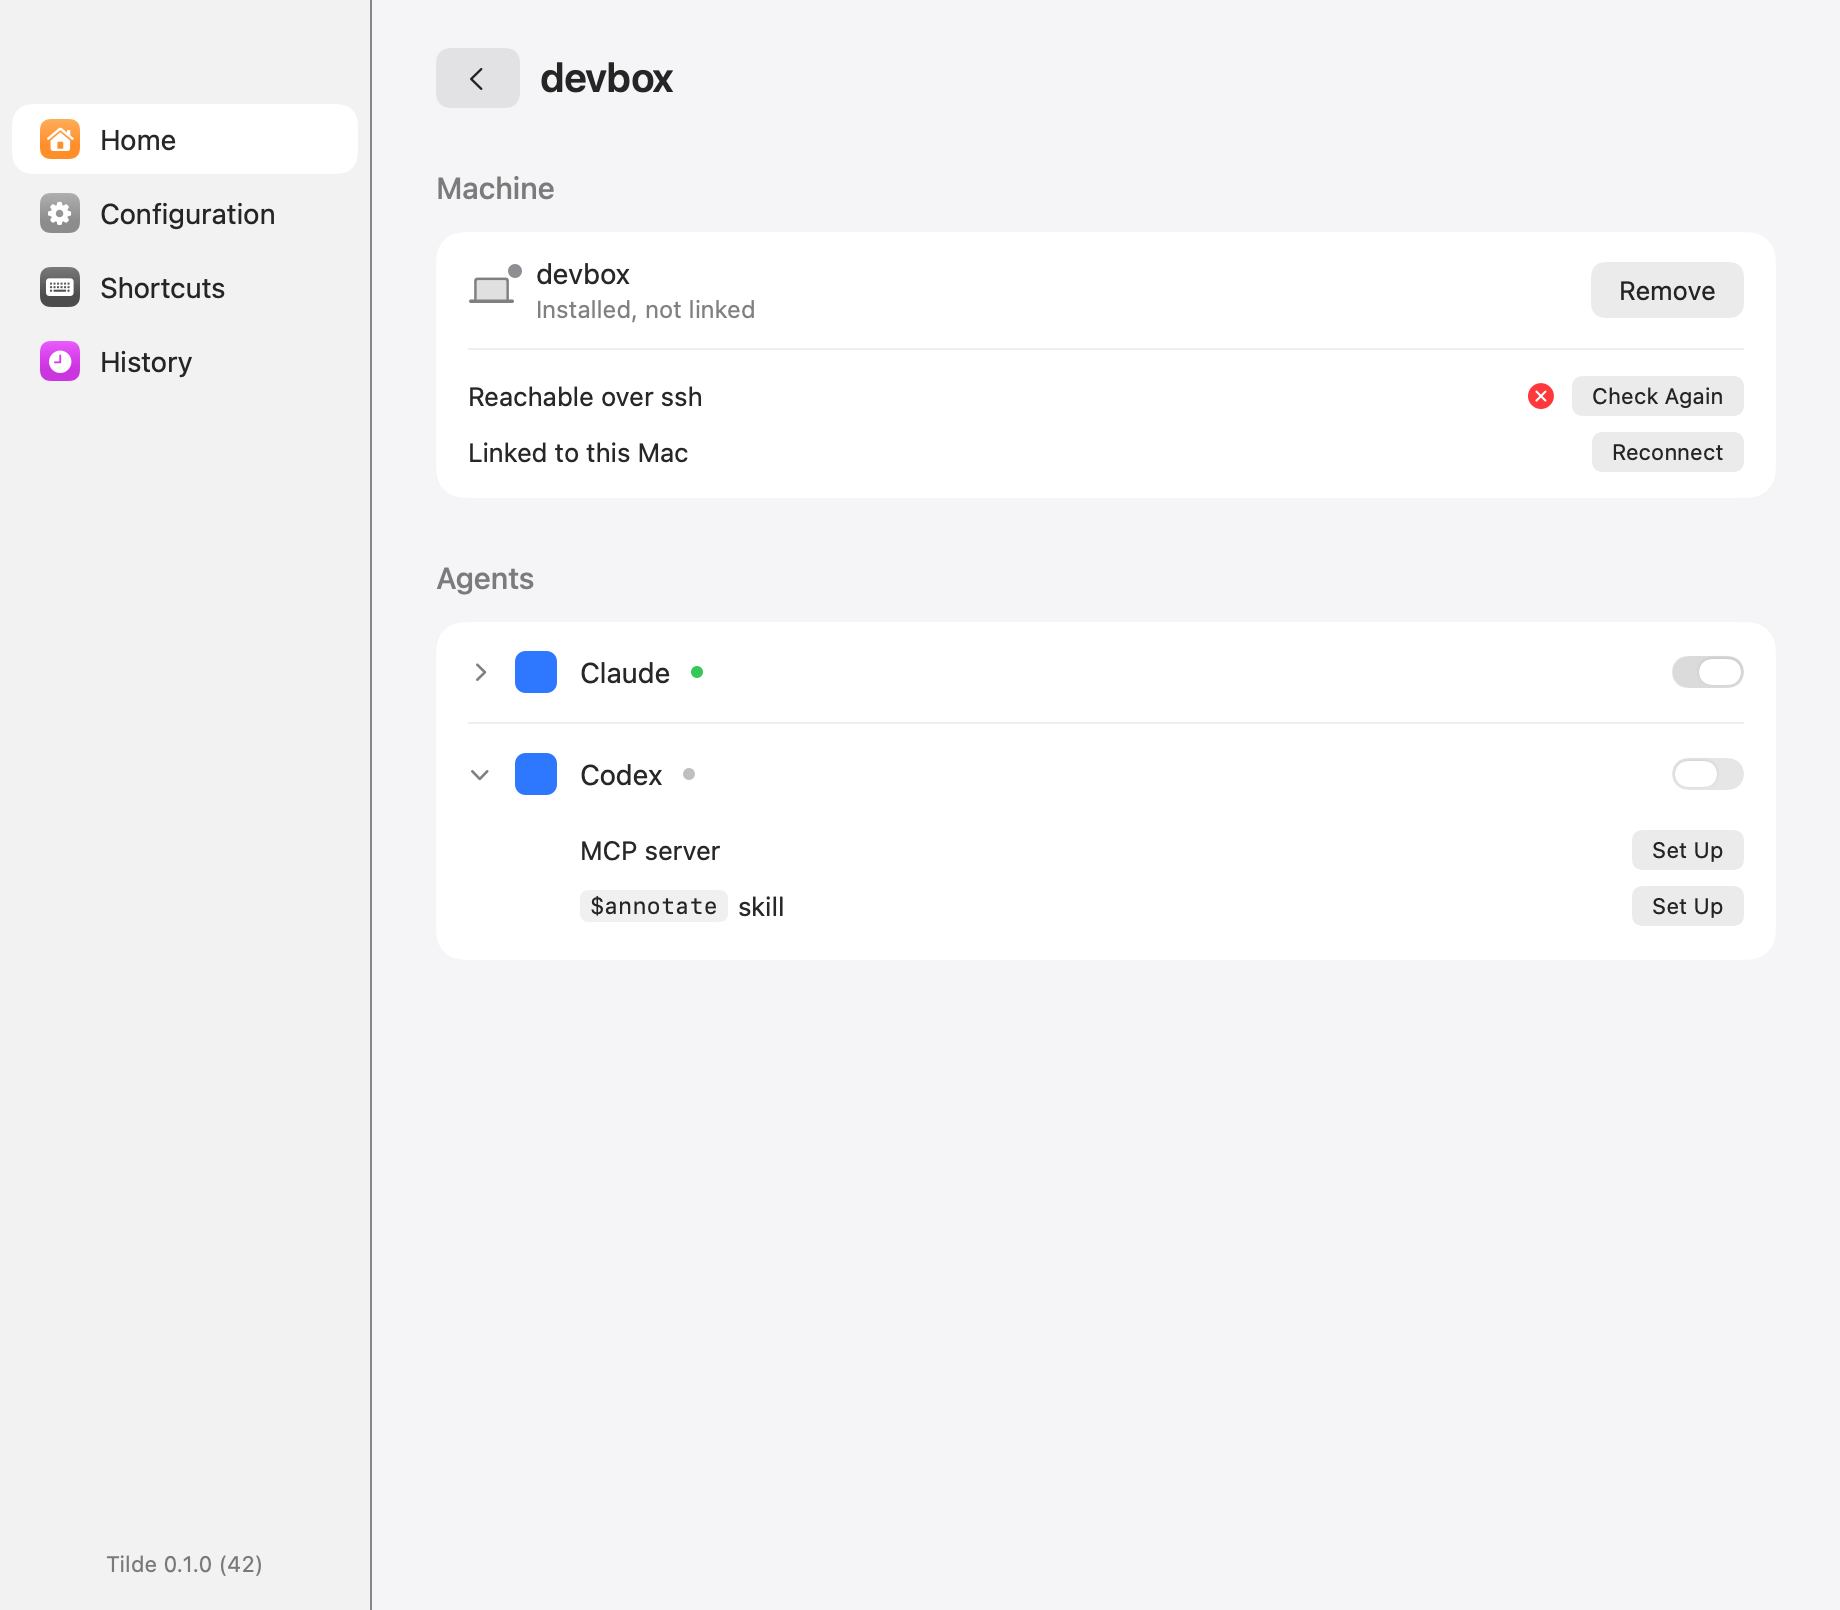 devbox
Home
Configuration
Shortcuts
History
Machine
devbox
Installed, not linked
Remove
Reachable over ssh
Check Again
Linked to this Mac
Reconnect
Agents
Claude
Codex
MCP server
Set Up
$annotate skill
Set Up
Tilde 0.1.0 (42)